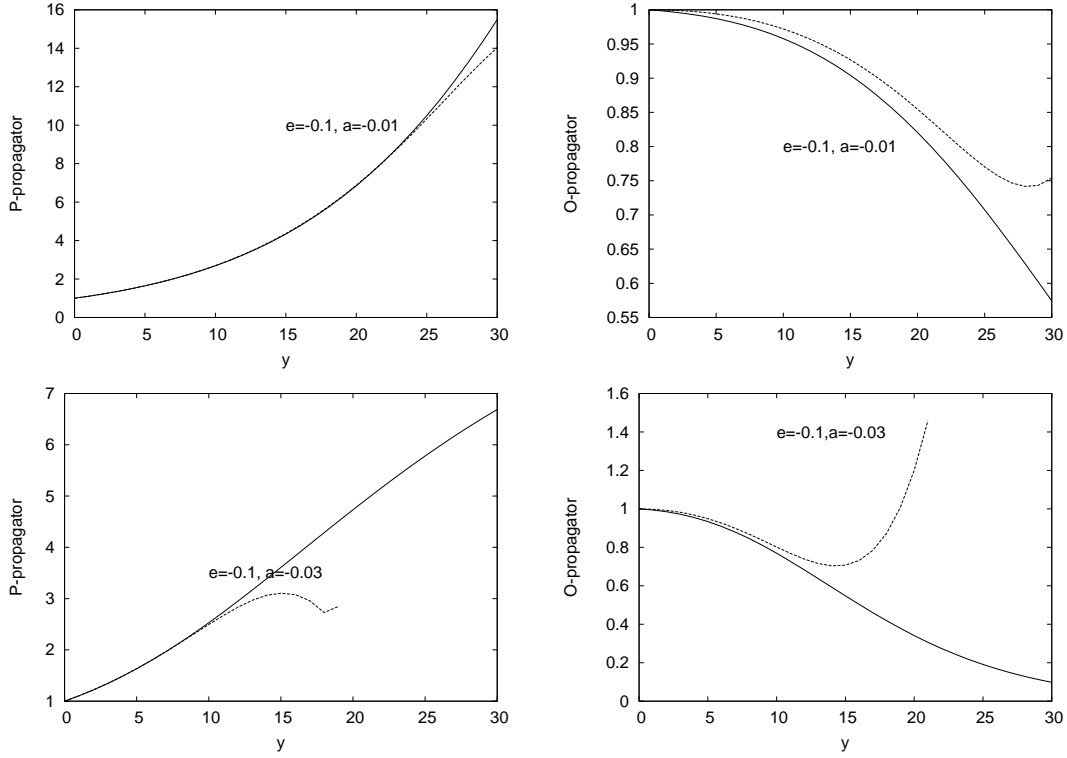 16
14
12
10
8
6
4
2
0
P-propagator
e=-0.1, a=-0.01
0 5 10 15 20 25 30
y
1
0.95
0.9
0.85
0.8
0.75
0.7
0.65
0.6
0.55
O-propagator
e=-0.1, a=-0.01
0 5 10 15 20 25 30
y
7
6
5
4
3
2
1
P-propagator
e=-0.1, a=-0.03
0 5 10 15 20 25 30
y
1.6
1.4
1.2
1
0.8
0.6
0.4
0.2
0
O-propagator
e=-0.1,a=-0.03
0 5 10 15 20 25 30
y